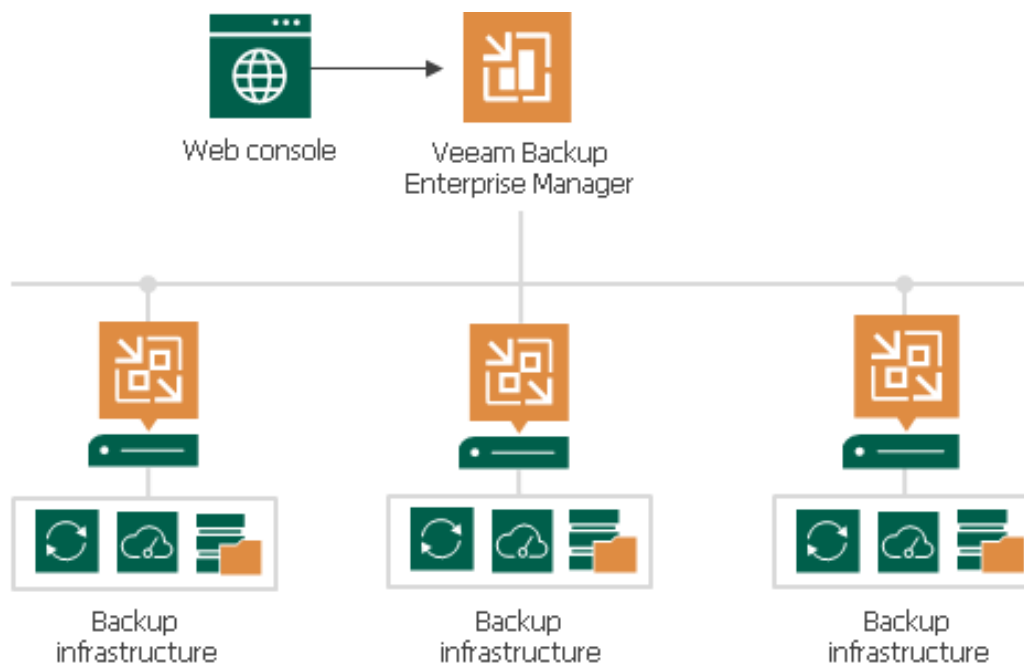 Web console
Veeam Backup
Enterprise Manager
Backup
infrastructure
Backup
infrastructure
Backup
infrastructure